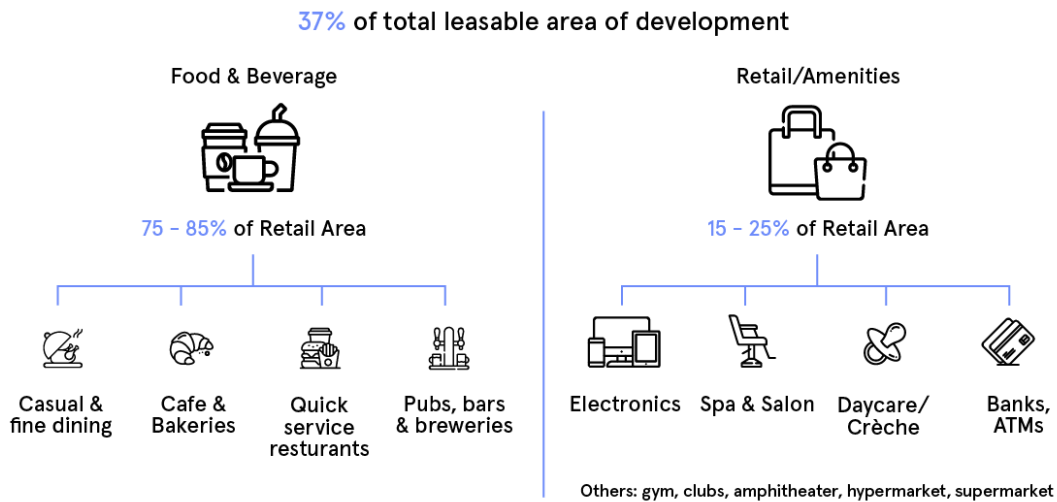 37% of total leasable area of development
Food & Beverage
75 - 85% of Retail Area
Casual &
fine dining
Cafe &
Bakeries
Quick
service
resturants
Pubs, bars
& breweries
Retail/Amenities
15 - 25% of Retail Area
Electronics
Spa & Salon
Daycare/
Crèche
Banks,
ATMs
Others: gym, clubs, amphitheater, hypermarket, supermarket